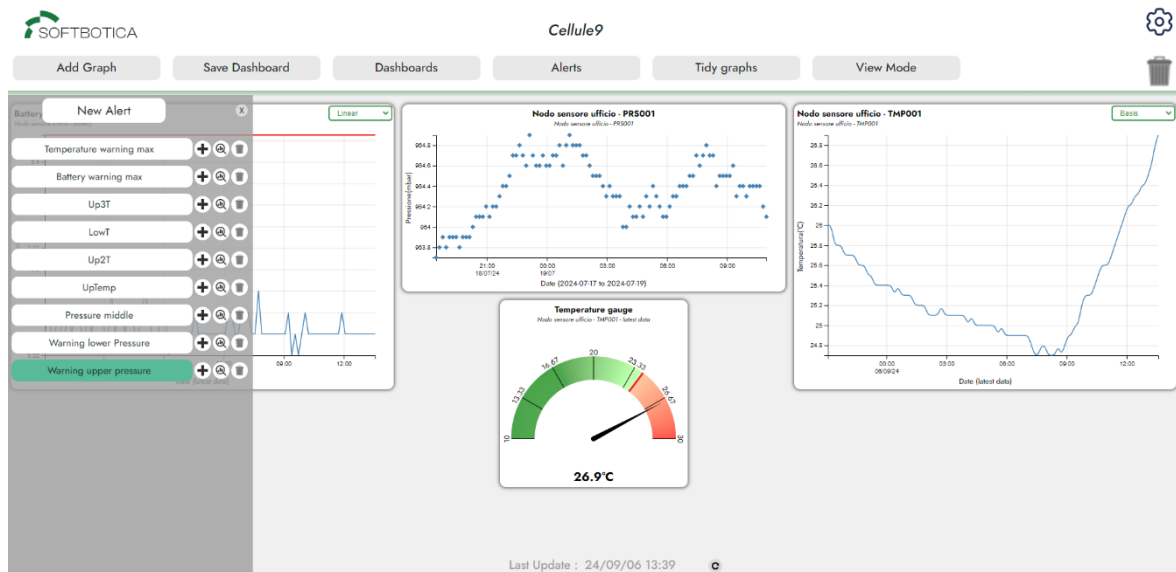 SOFTBOTICA
Cellule9
Add Graph
Save Dashboard
Dashboards
Alerts
Tidy graphs
View Mode
New Alert
X
Temperature warning max
Battery warning max
Up3T
LowT
Up2T
UpTemp
Pressure middle
Warning lower Pressure
Warning upper pressure
Battery
Linear
09:00
12:00
Date (latest data)
Nodo sensore ufficio - PRS001
Nodo sensore ufficio - PRS001
Pressione(mbar)
964.8
964.6
964.4
964.2
964
963.8
21:00
18/07/24
00:00
19/07
03:00
06:00
09:00
Date (2024-07-17 to 2024-07-19)
Temperature gauge
Nodo sensore ufficio - TMP001 - latest data
10
13.33
16.67
20
23.33
26.67
30
26.9°C
Nodo sensore ufficio - TMP001
Nodo sensore ufficio - TMP001
Basis
Temperatura(°C)
26.8
26.6
26.4
26.2
26
25.8
25.6
25.4
25.2
25
24.8
00:00
06/09/24
03:00
06:00
09:00
12:00
Date (latest data)
Last Update : 24/09/06 13:39